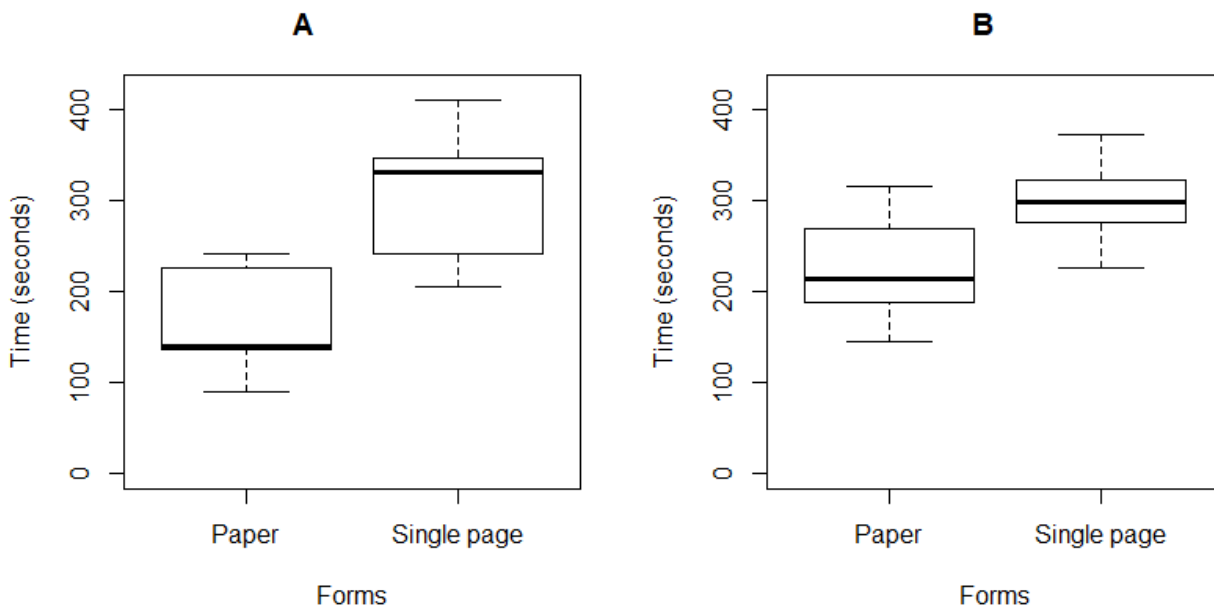 A
Time (seconds)
400
300
200
100
0
Paper Single page
Forms
B
Time (seconds)
400
300
200
100
0
Paper Single page
Forms